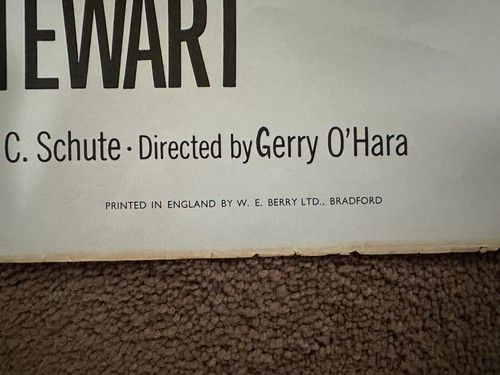 TEWART
C. Schute · Directed by Gerry O'Hara
PRINTED IN ENGLAND BY W. E. BERRY LTD., BRADFORD